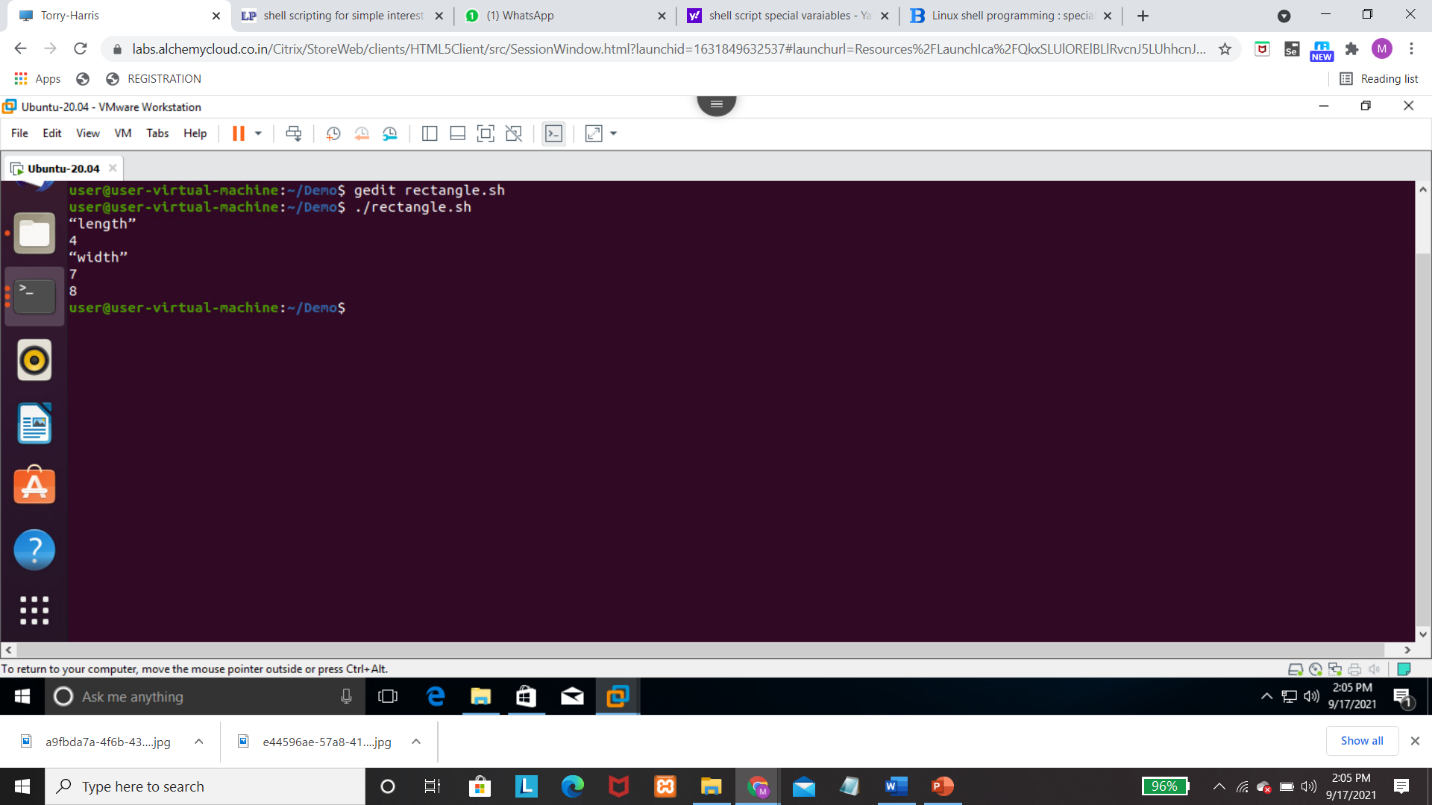 Torry-Harris
shell scripting for simple interest
(1) WhatsApp
shell script special varaiables - Ya
Linux shell programming : specia
labs.alchemycloud.co.in/Citrix/StoreWeb/clients/HTML5Client/src/SessionWindow.html?launchid=1631849632537#launchurl=Resources%2FLaunchIca%2FQkxSLUlORElBLlRvcnJ5LUhhcnJ...
NEW
M
Apps
REGISTRATION
Reading list
Ubuntu-20.04 - VMware Workstation
File Edit View VM Tabs Help
Ubuntu-20.04
user@user-virtual-machine:~/Demo$ gedit rectangle.sh
user@user-virtual-machine:~/Demo$ ./rectangle.sh
“length”
4
“width”
7
8
user@user-virtual-machine:~/Demo$
To return to your computer, move the mouse pointer outside or press Ctrl+Alt.
Ask me anything
2:05 PM
9/17/2021
1
a9fbda7a-4f6b-43....jpg
e44596ae-57a8-41....jpg
Show all
Type here to search
96%
2:05 PM
9/17/2021